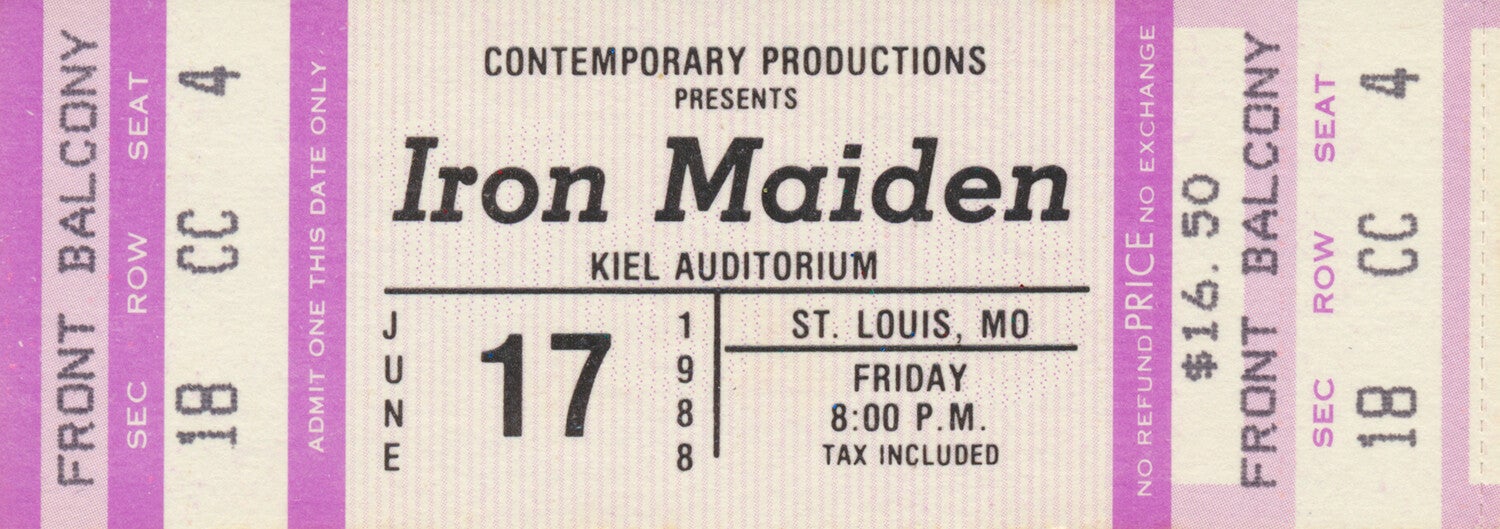 FRONT BALCONY
SEC ROW SEAT
18 CC 4
ADMIT ONE THIS DATE ONLY
CONTEMPORARY PRODUCTIONS
PRESENTS
Iron Maiden
KIEL AUDITORIUM
JUNE
17
1988
ST. LOUIS, MO
FRIDAY
8:00 P.M.
TAX INCLUDED
NO REFUND PRICE NO EXCHANGE
$16.50
FRONT BALCONY
SEC ROW SEAT
18 CC 4